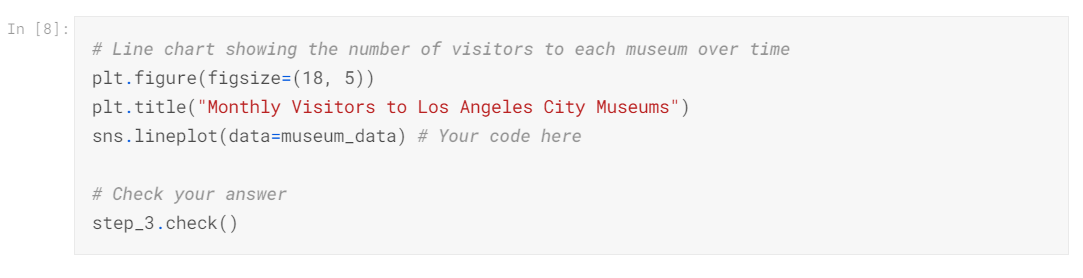 In [8]:
# Line chart showing the number of visitors to each museum over time
plt.figure(figsize=(18, 5))
plt.title("Monthly Visitors to Los Angeles City Museums")
sns.lineplot(data=museum_data) # Your code here
# Check your answer
step_3.check()